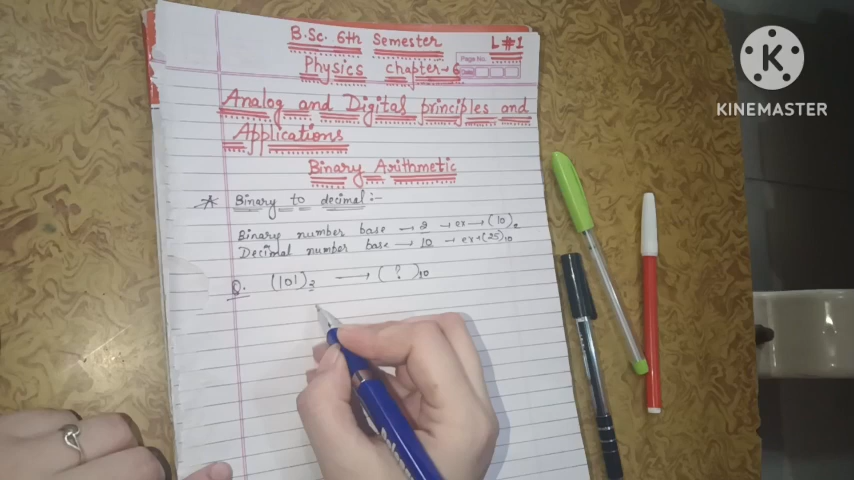 B.Sc. 6th Semester
L#1
Physics chapter-6
Page No.
Date
Analog and Digital principles and
Applications
Binary Arithmetic
* Binary to decimal:-
Binary number base → 2 → ex → (10)₂
Decimal number base → 10 → ex → (25)₁₀
Q. (101)₂ → (?)₁₀
K
KINEMASTER